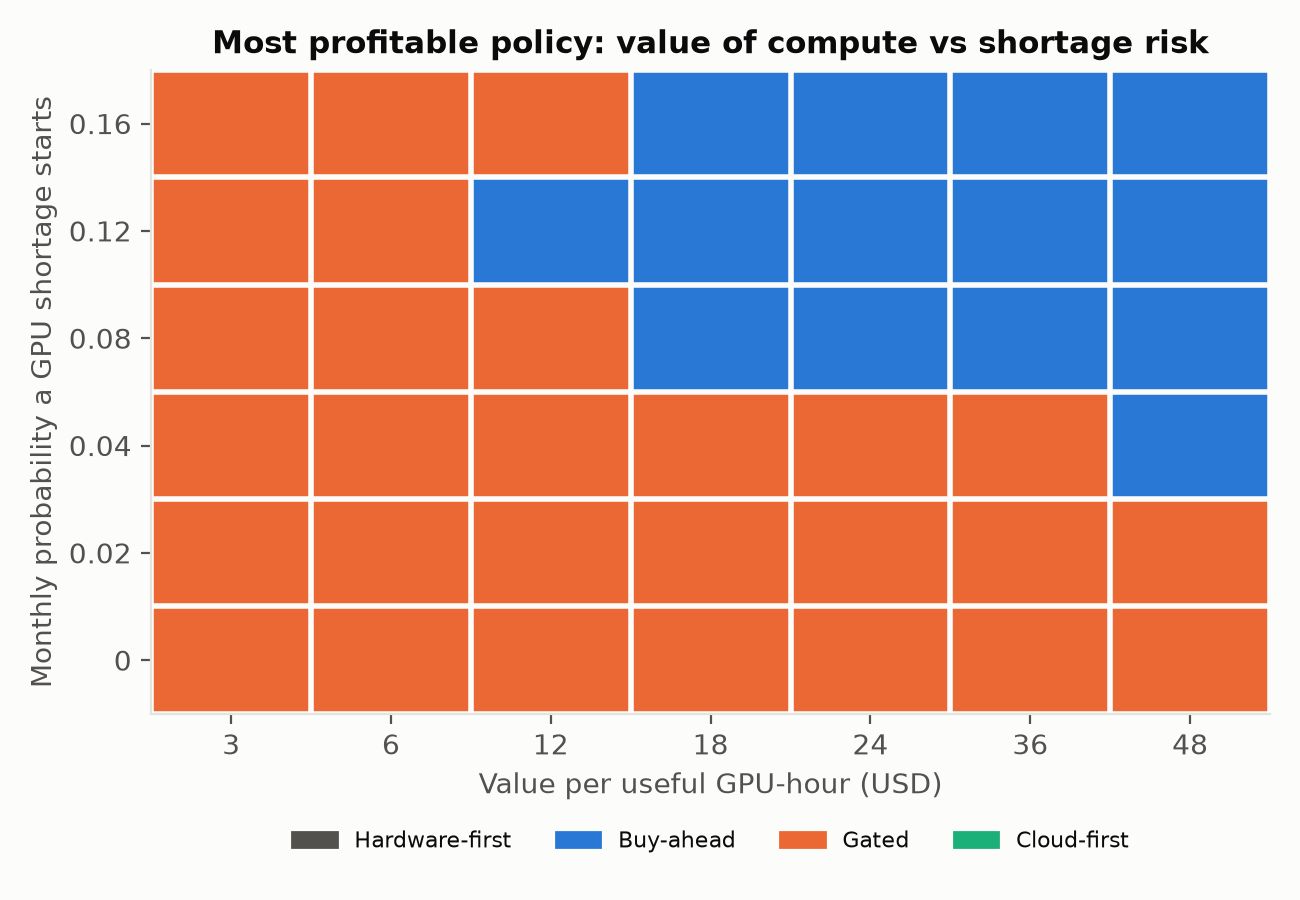 Most profitable policy: value of compute vs shortage risk
Monthly probability a GPU shortage starts
0.16
0.12
0.08
0.04
0.02
0
3 6 12 18 24 36 48
Value per useful GPU-hour (USD)
Hardware-first Buy-ahead Gated Cloud-first